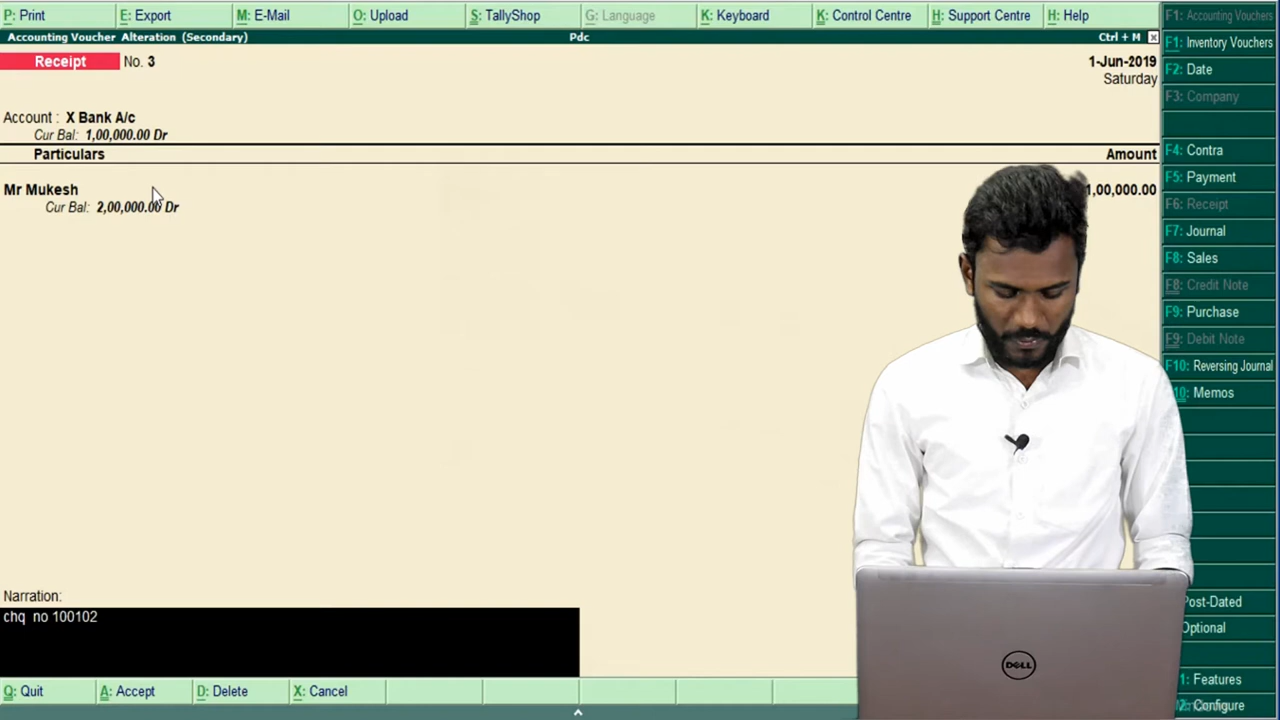 P: Print E: Export M: E-Mail O: Upload S: TallyShop G: Language K: Keyboard K: Control Centre H: Support Centre H: Help
F1: Accounting Vouchers
Accounting Voucher Alteration (Secondary) Pdc Ctrl + M x
F1: Inventory Vouchers
Receipt No. 3 1-Jun-2019
F2: Date
Saturday
F3: Company
Account : X Bank A/c
Cur Bal: 1,00,000.00 Dr
Particulars Amount
F4: Contra
F5: Payment
Mr Mukesh 1,00,000.00
Cur Bal: 2,00,000.00 Dr
F6: Receipt
F7: Journal
F8: Sales
F8: Credit Note
F9: Purchase
F9: Debit Note
F10: Reversing Journal
10: Memos
Narration:
chq no 100102
Post-Dated
Optional
DELL
1: Features
Q: Quit A: Accept D: Delete X: Cancel
2: Configure